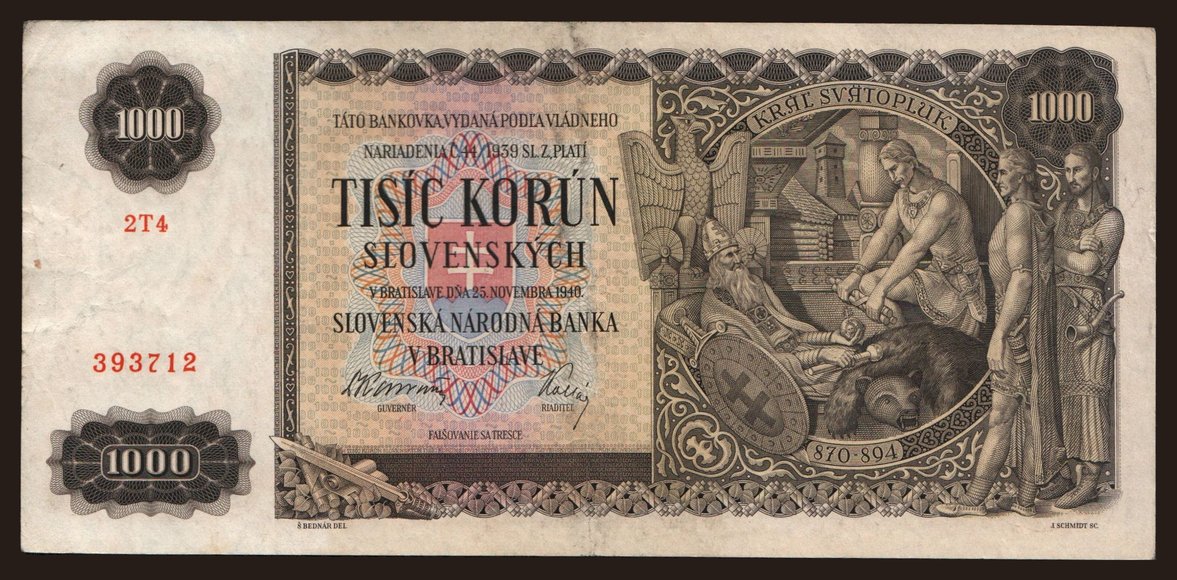 1000
2T4
393712
1000
TÁTO BANKOVKA, VYDANÁ PODĽA VLÁDNEHO
NARIADENIA Č. 44/1939 SL. Z., PLATÍ
TISÍC KORÚN
SLOVENSKÝCH
V BRATISLAVE DŇA 25. NOVEMBRA 1940.
SLOVENSKÁ NÁRODNÁ BANKA
V BRATISLAVE
GUVERNÉR RIADITEĽ
FALŠOVANIE SA TRESCE
KRÁĽ SVÄTOPLUK
1000
870-894
Š. BEDNÁR DEL.
J. SCHMIDT SC.